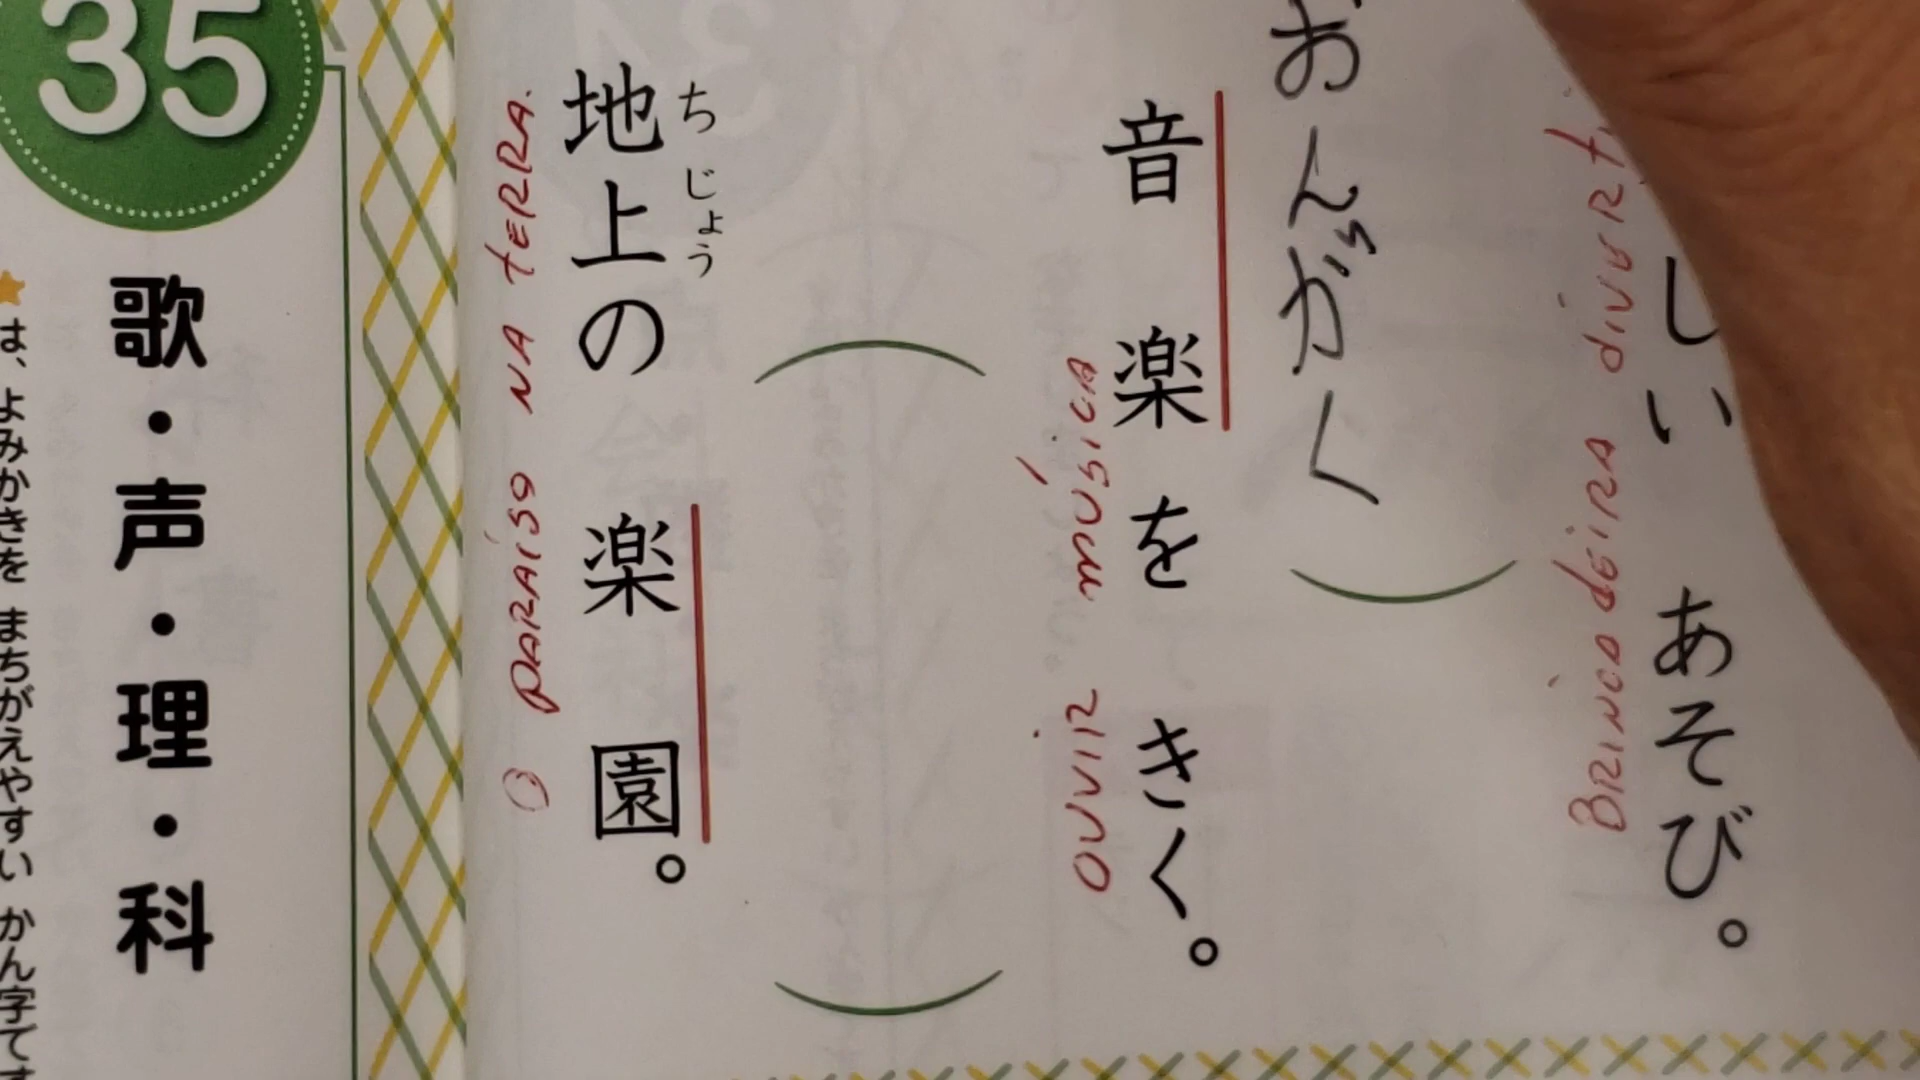 しい あそび。
おんがく
音楽を きく。
ouvir música
ちじょう
地上の 楽園。
paraíso na terra.
35
歌・声・理・科
は、よみかきを まちがえやすい かん字です